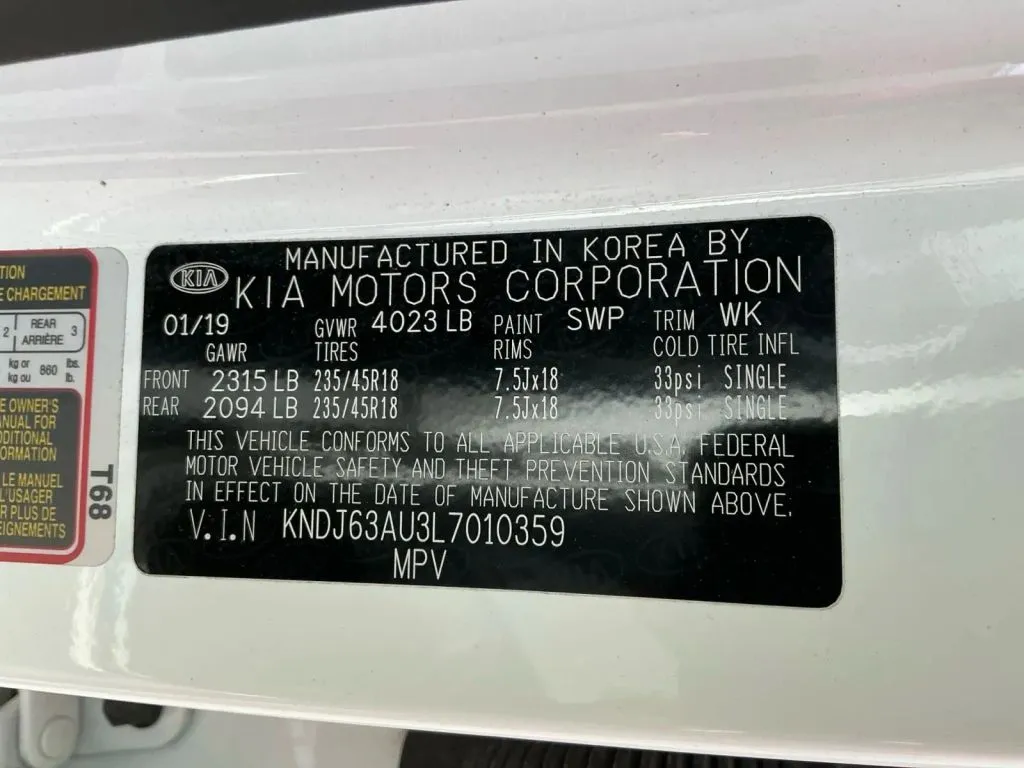 TION
E CHARGEMENT
2 REAR ARRIÈRE 3
kg or kg ou 860 lbs. lb.
E OWNER'S
ANUAL FOR
DDITIONAL
FORMATION
LE MANUEL
L'USAGER
R PLUS DE
EIGNEMENTS
T68
KIA
MANUFACTURED IN KOREA BY
KIA MOTORS CORPORATION
01/19 GVWR 4023 LB PAINT SWP TRIM WK
GAWR TIRES RIMS COLD TIRE INFL
FRONT 2315 LB 235/45R18 7.5Jx18 33psi SINGLE
REAR 2094 LB 235/45R18 7.5Jx18 33psi SINGLE
THIS VEHICLE CONFORMS TO ALL APPLICABLE U.S.A. FEDERAL
MOTOR VEHICLE SAFETY AND THEFT PREVENTION STANDARDS
IN EFFECT ON THE DATE OF MANUFACTURE SHOWN ABOVE.
V.I.N KNDJ63AU3L7010359
MPV